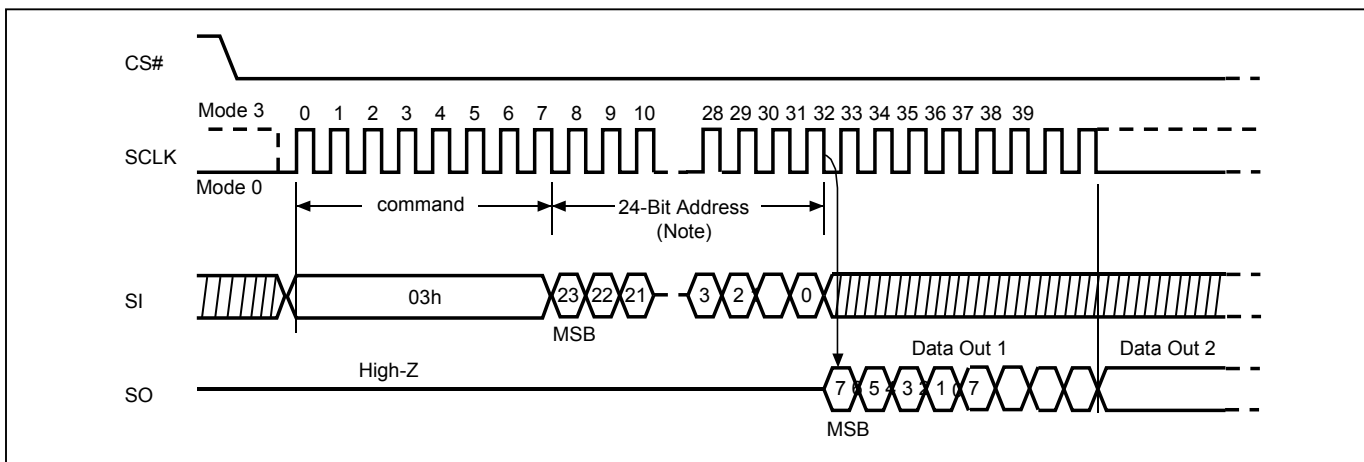 CS#
Mode 3
0 1 2 3 4 5 6 7 8 9 10 28 29 30 31 32 33 34 35 36 37 38 39
SCLK
Mode 0
command
24-Bit Address
(Note)
SI
03h
23 22 21
3 2 0
MSB
Data Out 1
Data Out 2
High-Z
SO
7 6 5 4 3 2 1 0 7
MSB